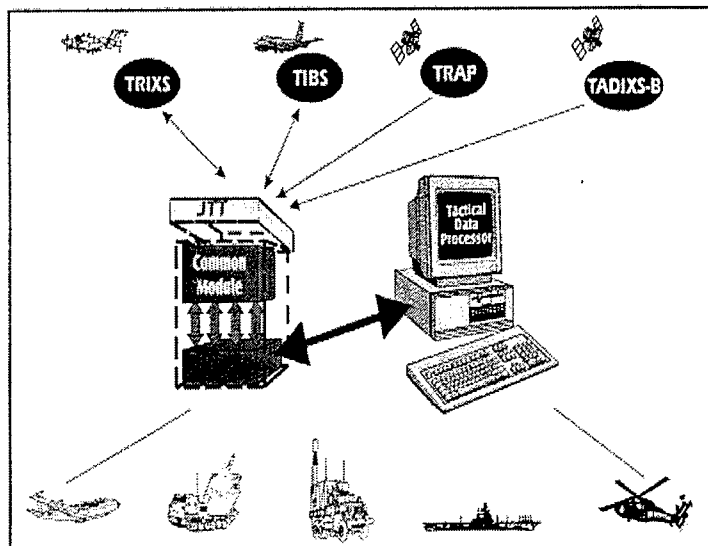 TRIXS
TIBS
TRAP
TADIXS-B
JTT
Common
Module
Tactical
Data
Processor